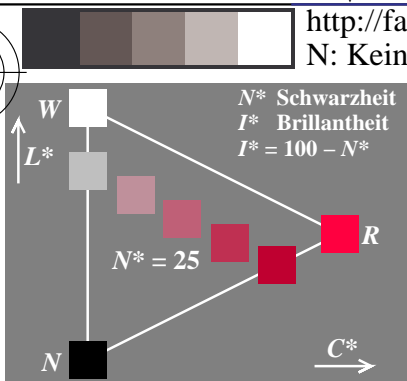 http://fa
N: Kein
W
N* Schwarzheit
I* Brillantheit
I* = 100 – N*
L*
R
N* = 25
N
C*